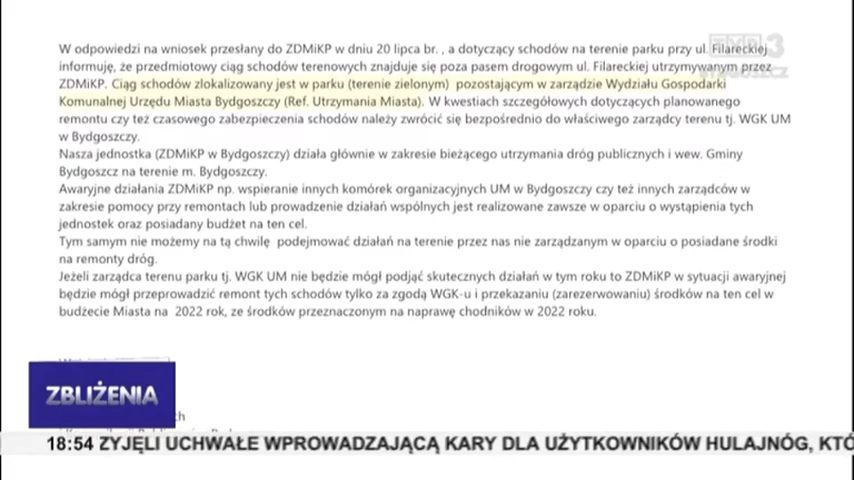 TVP3
BYDGOSZCZ
W odpowiedzi na wniosek przesłany do ZDMiKP w dniu 20 lipca br. , a dotyczący schodów na terenie parku przy ul. Filareckiej
informuję, że przedmiotowy ciąg schodów terenowych znajduje się poza pasem drogowym ul. Filareckiej utrzymywanym przez
ZDMiKP. Ciąg schodów zlokalizowany jest w parku (terenie zielonym) pozostającym w zarządzie Wydziału Gospodarki
Komunalnej Urzędu Miasta Bydgoszczy (Ref. Utrzymania Miasta). W kwestiach szczegółowych dotyczących planowanego
remontu czy też czasowego zabezpieczenia schodów należy zwrócić się bezpośrednio do właściwego zarządcy terenu tj. WGK UM
w Bydgoszczy.
Nasza jednostka (ZDMiKP w Bydgoszczy) działa głównie w zakresie bieżącego utrzymania dróg publicznych i wew. Gminy
Bydgoszcz na terenie m. Bydgoszczy.
Awaryjne działania ZDMiKP np. wspieranie innych komórek organizacyjnych UM w Bydgoszczy czy też innych zarządców w
zakresie pomocy przy remontach lub prowadzenie działań wspólnych jest realizowane zawsze w oparciu o wystąpienia tych
jednostek oraz posiadany budżet na ten cel.
Tym samym nie możemy na tą chwilę podejmować działań na terenie przez nas nie zarządzanym w oparciu o posiadane środki
na remonty dróg.
Jeżeli zarządca terenu parku tj. WGK UM nie będzie mógł podjąć skutecznych działań w tym roku to ZDMiKP w sytuacji awaryjnej
będzie mógł przeprowadzić remont tych schodów tylko za zgodą WGK-u i przekazaniu (zarezerwowaniu) środków na ten cel w
budżecie Miasta na 2022 rok, ze środków przeznaczonym na naprawę chodników w 2022 roku.
ZBLIŻENIA
18:54 ZYJĘLI UCHWAŁĘ WPROWADZAJĄCĄ KARY DLA UŻYTKOWNIKÓW HULAJNÓG, KTÓ